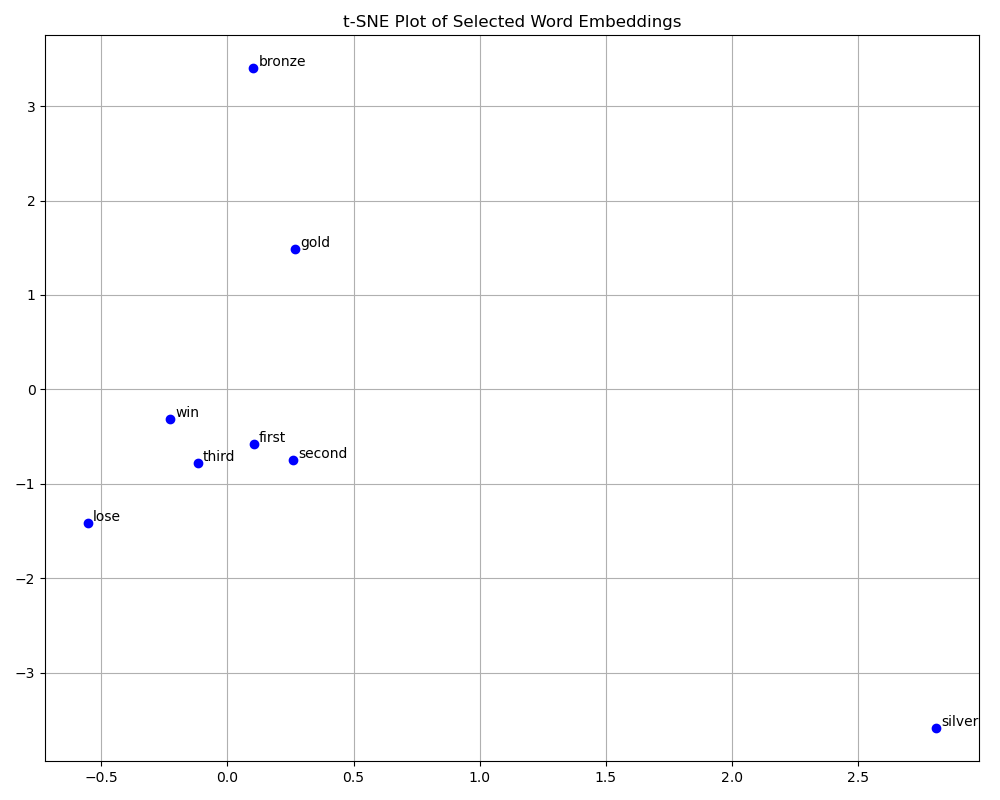 t-SNE Plot of Selected Word Embeddings
bronze
3
2
gold
1
0
win
first
second
third
−1
lose
−2
−3
silver
−0.5 0.0 0.5 1.0 1.5 2.0 2.5